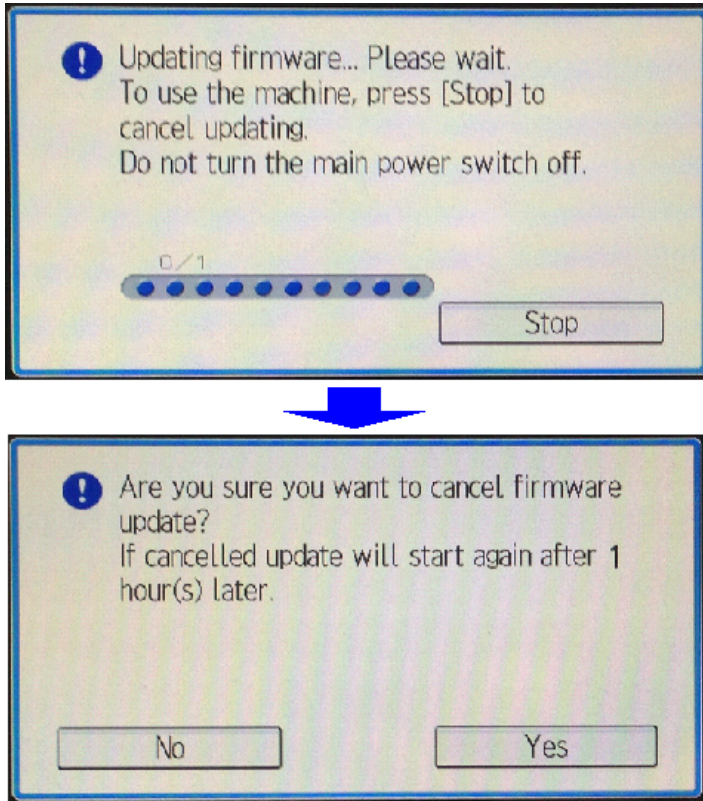 Updating firmware... Please wait.
To use the machine, press [Stop] to
cancel updating.
Do not turn the main power switch off.
0/1
Stop
Are you sure you want to cancel firmware
update?
If cancelled update will start again after 1
hour(s) later.
No
Yes